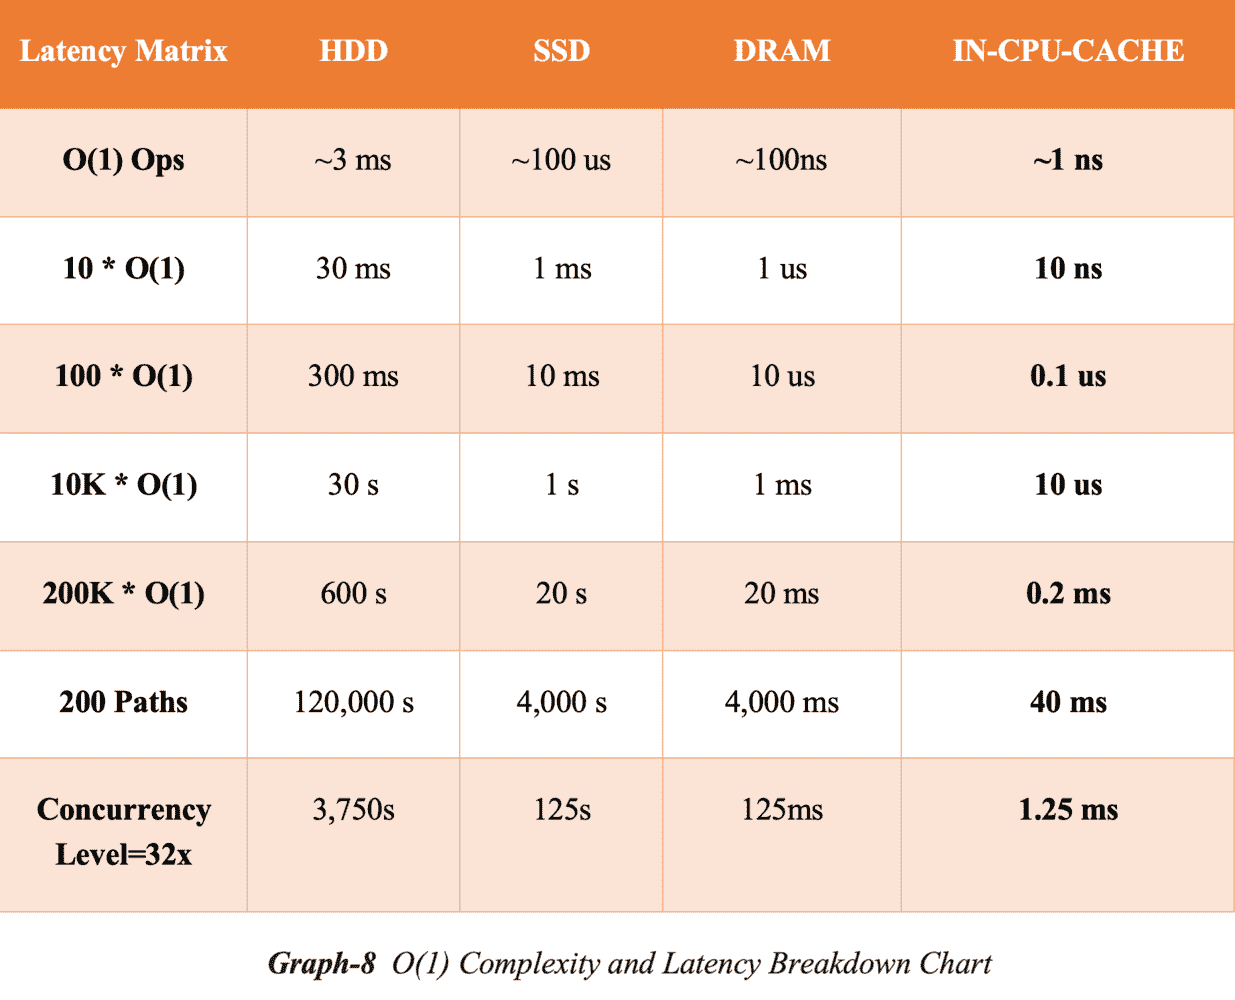 Latency Matrix HDD SSD DRAM IN-CPU-CACHE
O(1) Ops ~3 ms ~100 us ~100ns ~1 ns
10 * O(1) 30 ms 1 ms 1 us 10 ns
100 * O(1) 300 ms 10 ms 10 us 0.1 us
10K * O(1) 30 s 1 s 1 ms 10 us
200K * O(1) 600 s 20 s 20 ms 0.2 ms
200 Paths 120,000 s 4,000 s 4,000 ms 40 ms
Concurrency 3,750s 125s 125ms 1.25 ms
Level=32x
Graph-8 O(1) Complexity and Latency Breakdown Chart